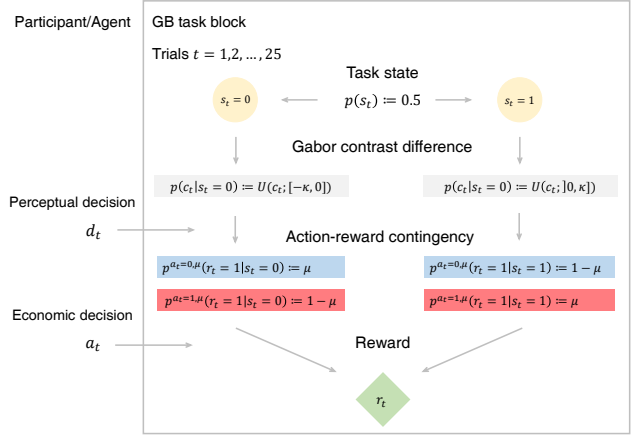 Participant/Agent
GB task block
Trials t = 1,2, … , 25
Task state
s_t = 0
p(s_t) ≔ 0.5
s_t = 1
Gabor contrast difference
p(c_t|s_t = 0) ≔ U(c_t; [−κ, 0])
p(c_t|s_t = 0) ≔ U(c_t; ]0, κ])
Perceptual decision
d_t
Action-reward contingency
p^{a_t=0,μ}(r_t = 1|s_t = 0) ≔ μ
p^{a_t=0,μ}(r_t = 1|s_t = 1) ≔ 1 − μ
p^{a_t=1,μ}(r_t = 1|s_t = 0) ≔ 1 − μ
p^{a_t=1,μ}(r_t = 1|s_t = 1) ≔ μ
Economic decision
a_t
Reward
r_t